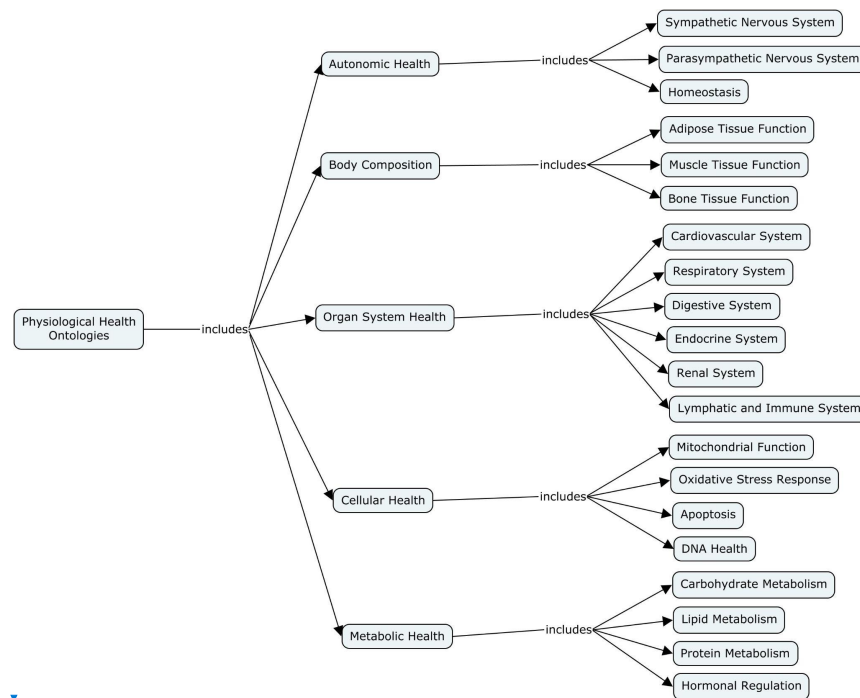 Physiological Health
Ontologies
includes
Autonomic Health
includes
Sympathetic Nervous System
Parasympathetic Nervous System
Homeostasis
Body Composition
includes
Adipose Tissue Function
Muscle Tissue Function
Bone Tissue Function
Organ System Health
includes
Cardiovascular System
Respiratory System
Digestive System
Endocrine System
Renal System
Lymphatic and Immune System
Cellular Health
includes
Mitochondrial Function
Oxidative Stress Response
Apoptosis
DNA Health
Metabolic Health
includes
Carbohydrate Metabolism
Lipid Metabolism
Protein Metabolism
Hormonal Regulation